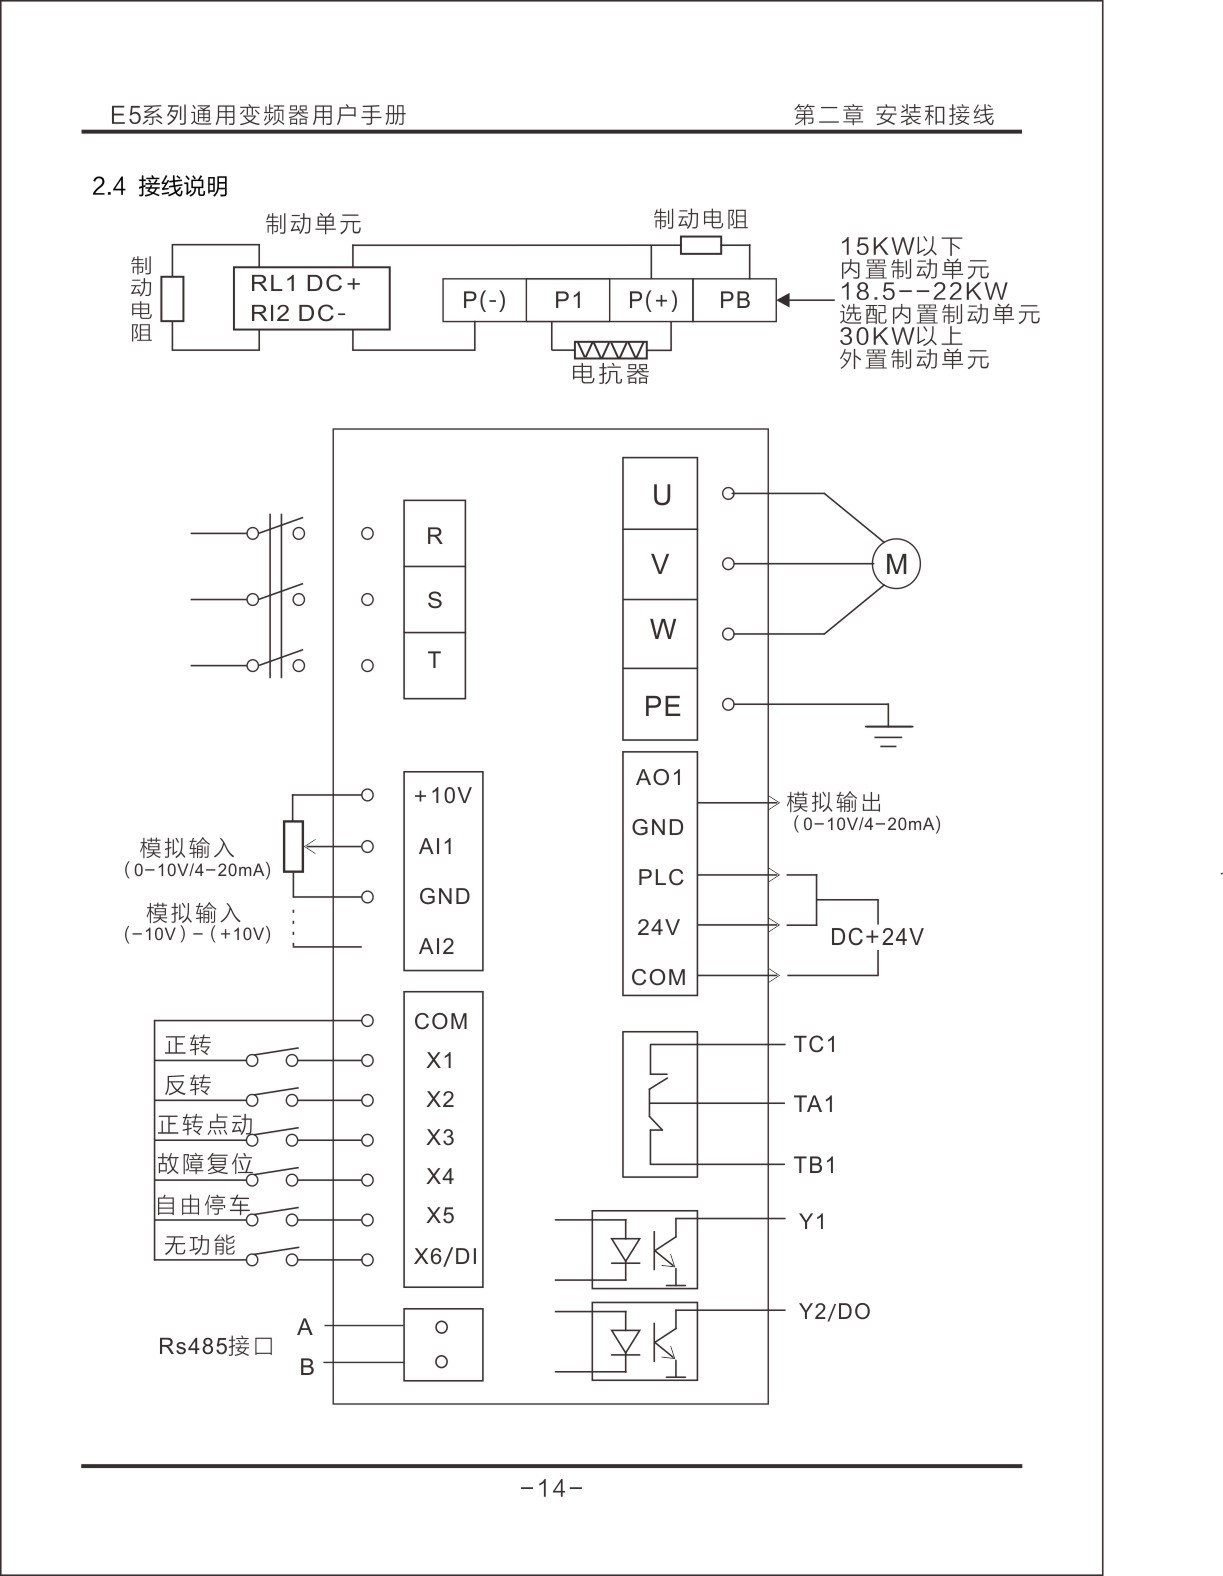 E5系列通用变频器用户手册
第二章 安装和接线
2.4 接线说明
制动单元
制动电阻
制
动
电
阻
RL1 DC+
RI2 DC-
P(-)
P1
P(+)
PB
电抗器
15KW以下
内置制动单元
18.5--22KW
选配内置制动单元
30KW以上
外置制动单元
R
S
T
U
V
W
PE
M
+10V
AI1
GND
AI2
模拟输入
(0-10V/4-20mA)
模拟输入
(-10V)-(+10V)
AO1
GND
PLC
24V
COM
模拟输出
(0-10V/4-20mA)
DC+24V
COM
X1
X2
X3
X4
X5
X6/DI
正转
反转
正转点动
故障复位
自由停车
无功能
TC1
TA1
TB1
Y1
Y2/DO
Rs485接口
A
B
-14-